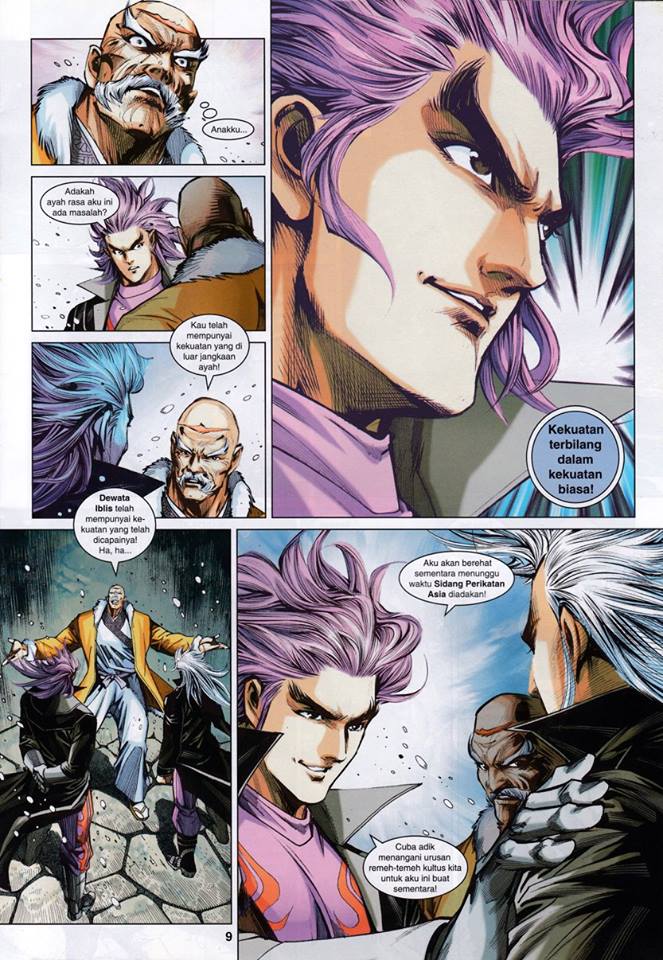 Anakku...
Adakah
ayah rasa aku ini
ada masalah?
Kau telah
mempunyai
kekuatan yang di
luar jangkaan
ayah!
Kekuatan
terbilang
dalam
kekuatan
biasa!
Dewata
Iblis telah
mempunyai ke-
kuatan yang telah
dicapainya!
Ha, ha...
Aku akan berehat
sementara menunggu
waktu Sidang Perikatan
Asia diadakan!
Cuba adik
menangani urusan
remeh-temeh kultus kita
untuk aku ini buat
sementara!
9